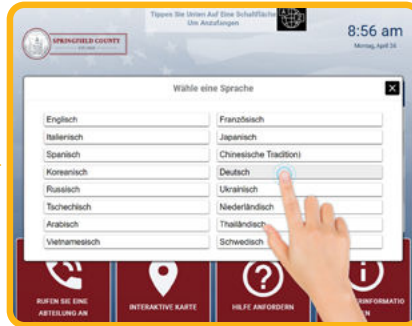 Tippen Sie Unten Auf Eine Schaltfläche
Um Anzufangen
SPRINGFIELD COUNTY
8:56 am
Montag, April 26
Wähle eine Sprache
Englisch
Französisch
Italienisch
Japanisch
Spanisch
Chinesische Tradition)
Koreanisch
Deutsch
Russisch
Ukrainisch
Tschechisch
Niederländisch
Arabisch
Thailändisch
Vietnamesisch
Schwedisch
RUFEN SIE EINE
ABTEILUNG AN
INTERAKTIVE KARTE
HILFE ANFORDERN
RINFORMATIO
EN